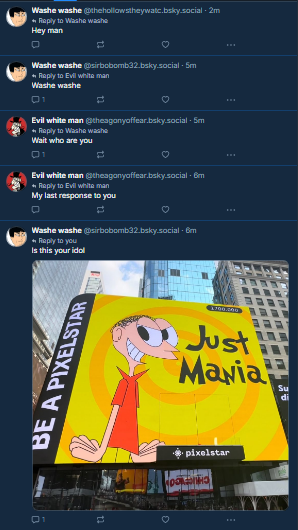 Washe washe @thehollowstheywatc.bsky.social · 2m
Reply to Washe washe
Hey man
Washe washe @sirbobomb32.bsky.social · 5m
Reply to Evil white man
Washe washe
1
Evil white man @theagonyoffear.bsky.social · 5m
Reply to Washe washe
Wait who are you
1
Evil white man @theagonyoffear.bsky.social · 6m
Reply to Evil white man
My last response to you
Washe washe @sirbobomb32.bsky.social · 6m
Reply to you
Is this your idol
BE A PIXELSTAR
1700.000
Just
Mania
Su
di
pixelstar
1